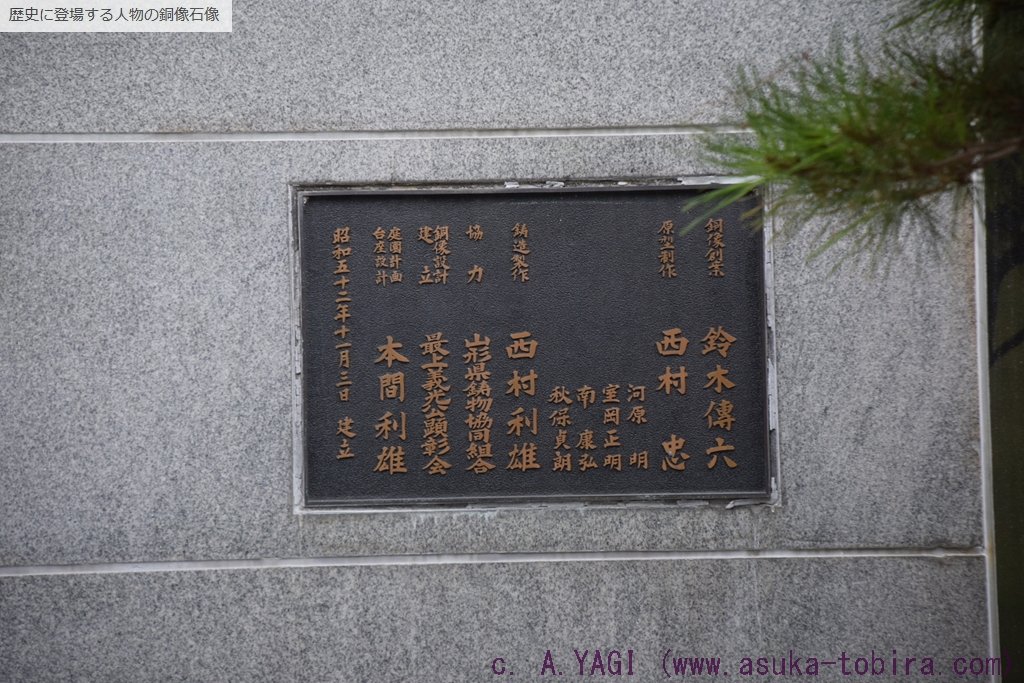 歴史に登場する人物の銅像石像
銅像創案 鈴木傳六
原型制作 西村 忠
河原 明
室岡正明
南 康弘
秋保貞朗
鋳造製作 西村利雄
協力 山形県鋳物協同組合
銅像設計
建立 最上義光公顕彰会
庭園計画
台座設計 本間利雄
昭和五十二年十一月三日 建立
c. A.YAGI (www.asuka-tobira.com)